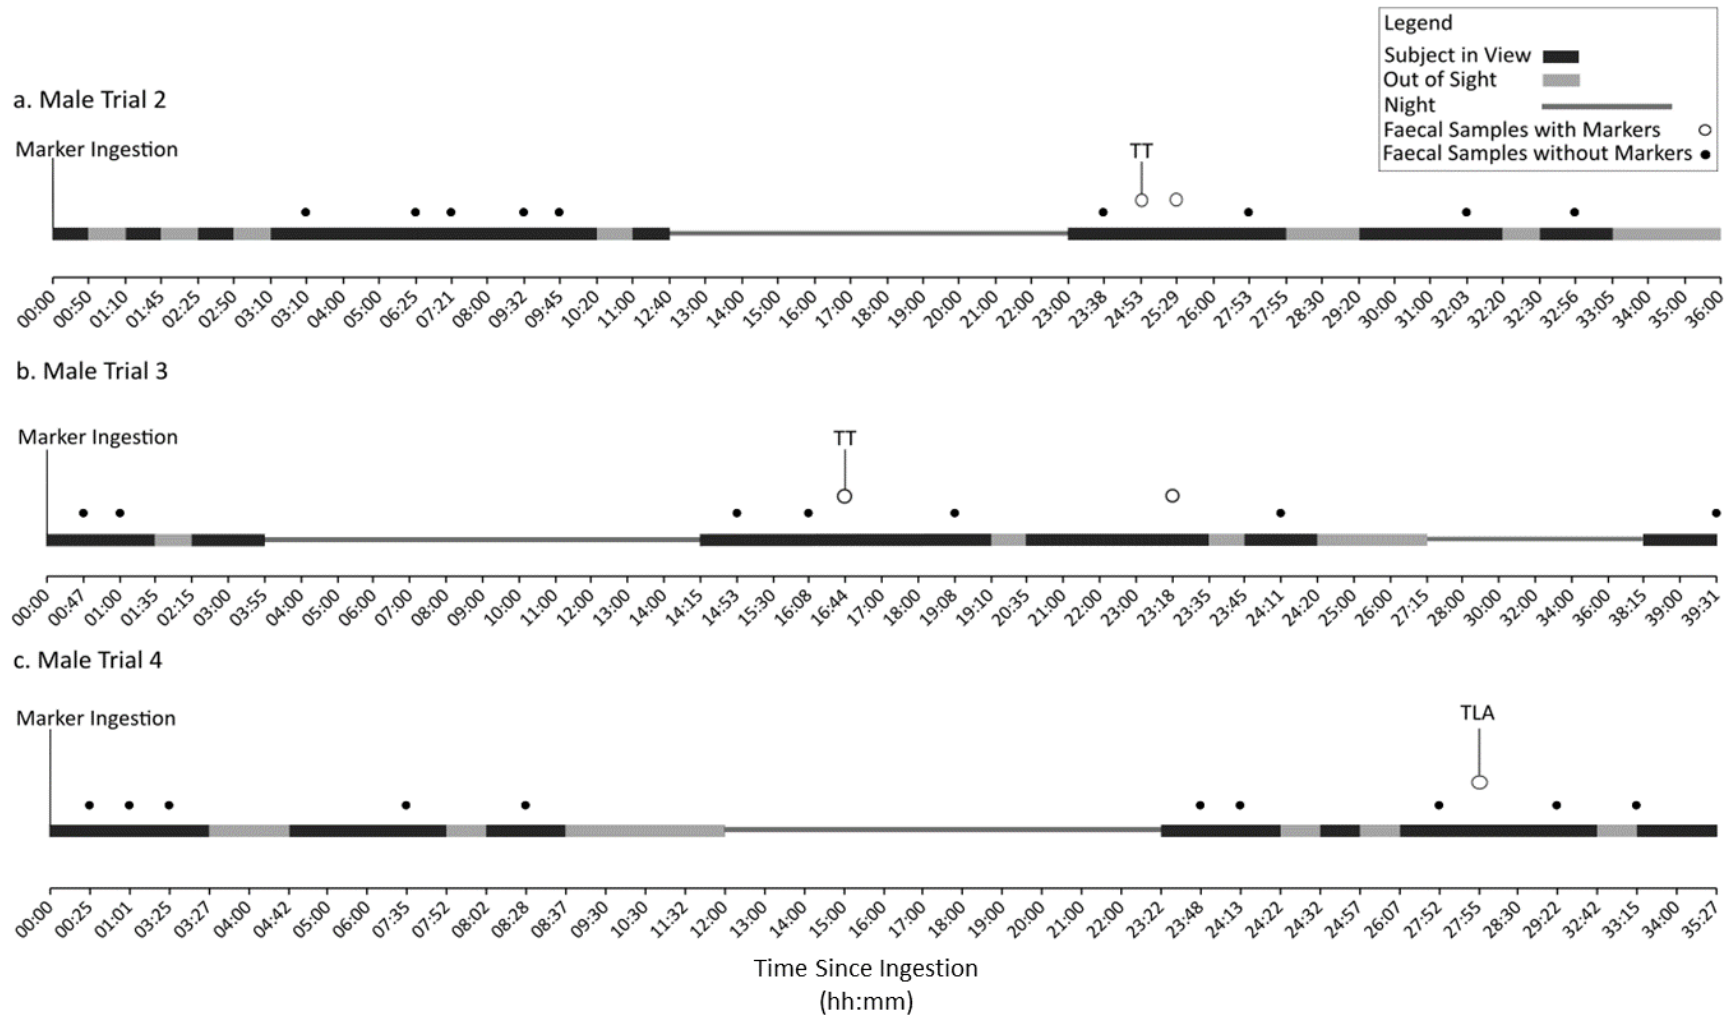 Legend
Subject in View
Out of Sight
Night
Faecal Samples with Markers
Faecal Samples without Markers
a. Male Trial 2
Marker Ingestion
TT
00:00 00:50 01:10 01:45 02:25 02:50 03:10 03:10 04:00 05:00 06:25 07:21 08:00 09:32 09:45 10:20 11:00 12:40 13:00 14:00 15:00 16:00 17:00 18:00 19:00 20:00 21:00 22:00 23:00 23:38 24:53 25:29 26:00 27:53 27:55 28:30 29:20 30:00 31:00 32:03 32:20 32:30 32:56 33:05 34:00 35:00 36:00
b. Male Trial 3
Marker Ingestion
TT
00:00 00:47 01:00 01:35 02:15 03:00 03:55 04:00 05:00 06:00 07:00 08:00 09:00 10:00 11:00 12:00 13:00 14:00 14:15 14:53 15:30 16:08 16:44 17:00 18:00 19:08 19:10 20:35 21:00 22:00 23:00 23:18 23:35 23:45 24:11 24:20 25:00 26:00 27:15 28:00 30:00 32:00 34:00 36:00 38:15 39:00 39:31
c. Male Trial 4
Marker Ingestion
TLA
00:00 00:25 01:01 03:25 03:27 04:00 04:42 05:00 06:00 07:35 07:52 08:02 08:28 08:37 09:30 10:30 11:32 12:00 13:00 14:00 15:00 16:00 17:00 18:00 19:00 20:00 21:00 22:00 23:22 23:48 24:13 24:22 24:32 24:57 26:07 27:52 27:55 28:30 29:22 32:42 33:15 34:00 35:27
Time Since Ingestion
(hh:mm)